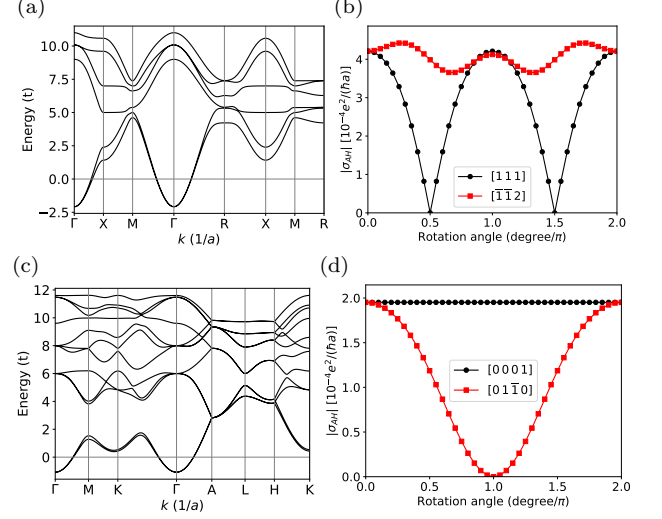 (a)
Energy (t)
10.0
7.5
5.0
2.5
0.0
−2.5
Γ X M Γ R X M R
k (1/a)
(b)
|σ_AH| [10⁻⁴e²/(ħa)]
4
3
2
1
0
[1 1 1]
[1̅ 1̅ 2]
0.0 0.5 1.0 1.5 2.0
Rotation angle (degree/π)
(c)
Energy (t)
12
10
8
6
4
2
0
Γ M K Γ A L H K
k (1/a)
(d)
|σ_AH| [10⁻⁴e²/(ħa)]
2.0
1.5
1.0
0.5
0.0
[0 0 0 1]
[0 1 1̅ 0]
0.0 0.5 1.0 1.5 2.0
Rotation angle (degree/π)